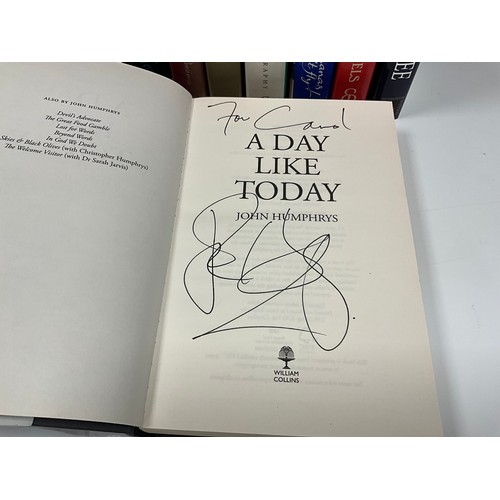 ALSO BY JOHN HUMPHRYS
Devil's Advocate
The Great Food Gamble
Lost for Words
Beyond Words
In God We Doubt
Skies & Black Olives (with Christopher Humphrys)
The Welcome Visitor (with Dr Sarah Jarvis)
For Carol
A DAY
LIKE
TODAY
JOHN HUMPHRYS
WILLIAM
COLLINS